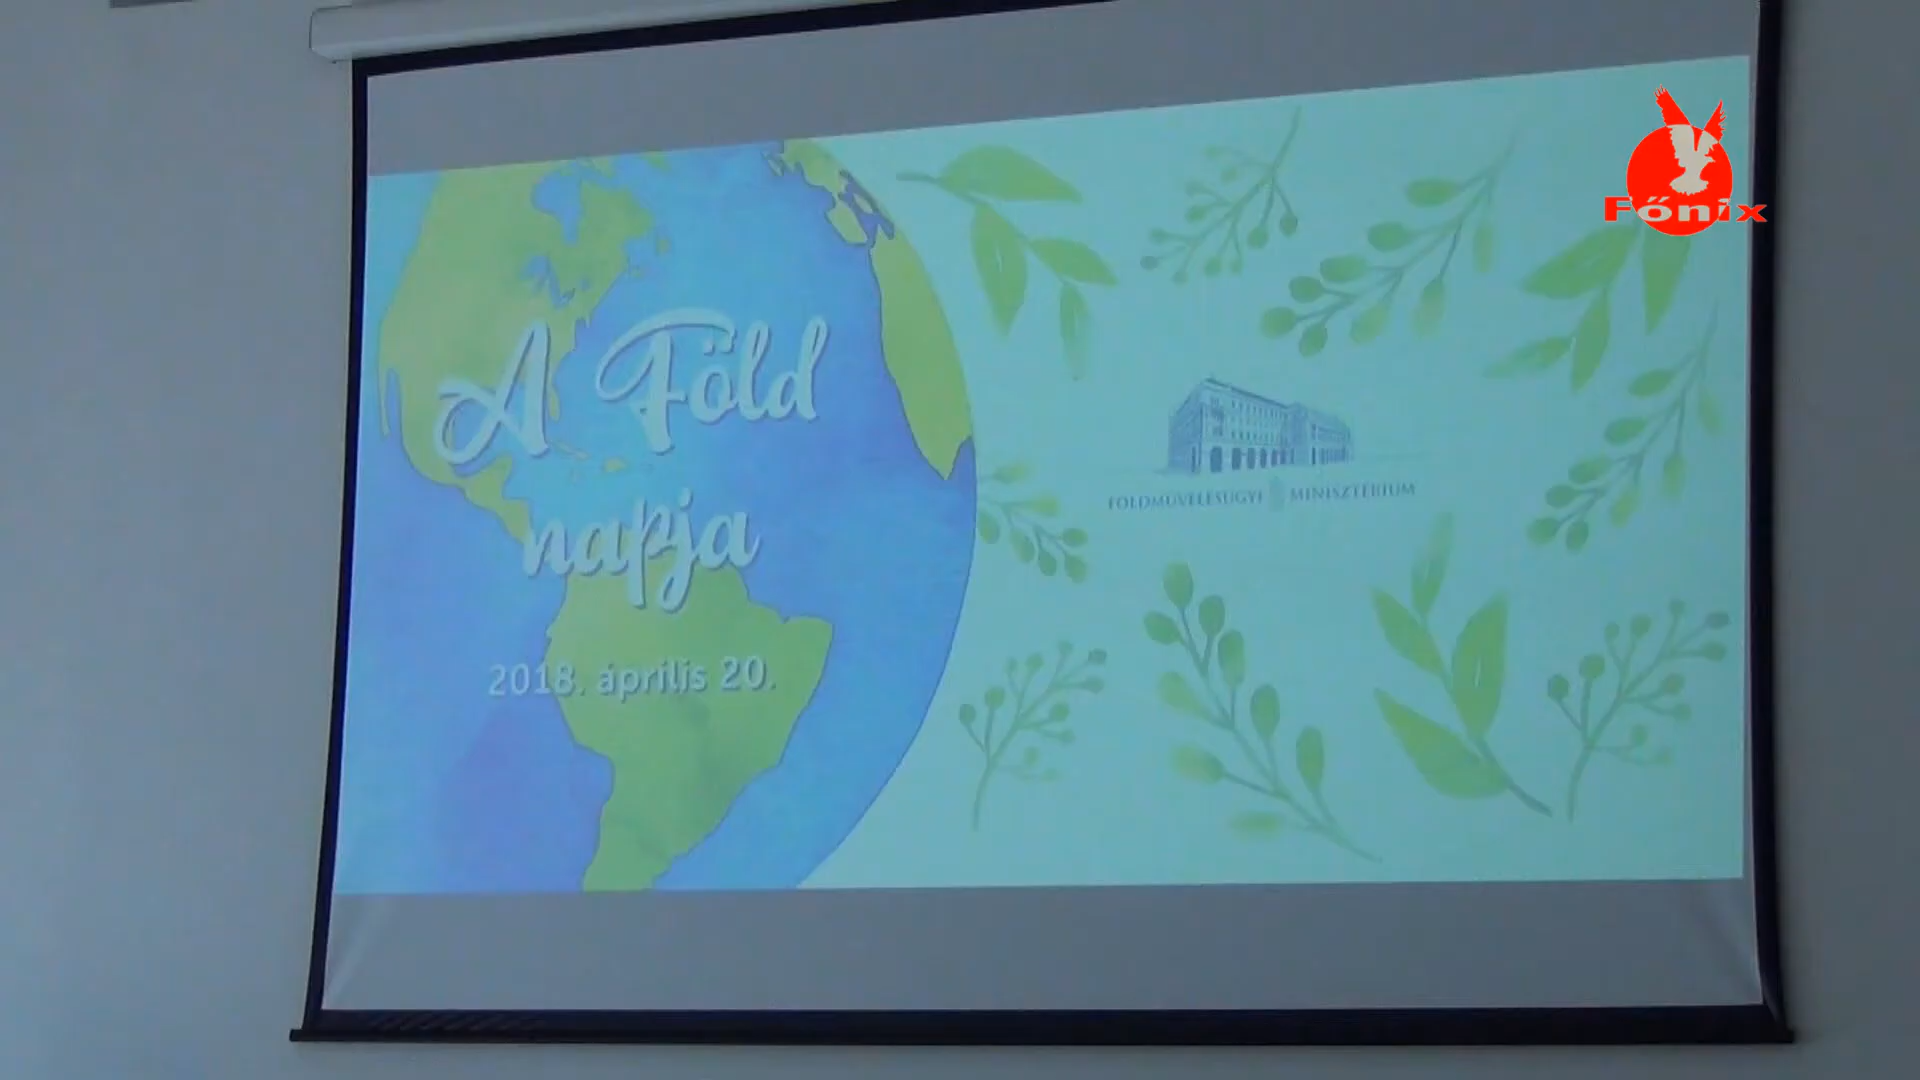 A Föld
napja
2018. április 20.
FÖLDMŰVELÉSÜGYI MINISZTÉRIUM
Főnix